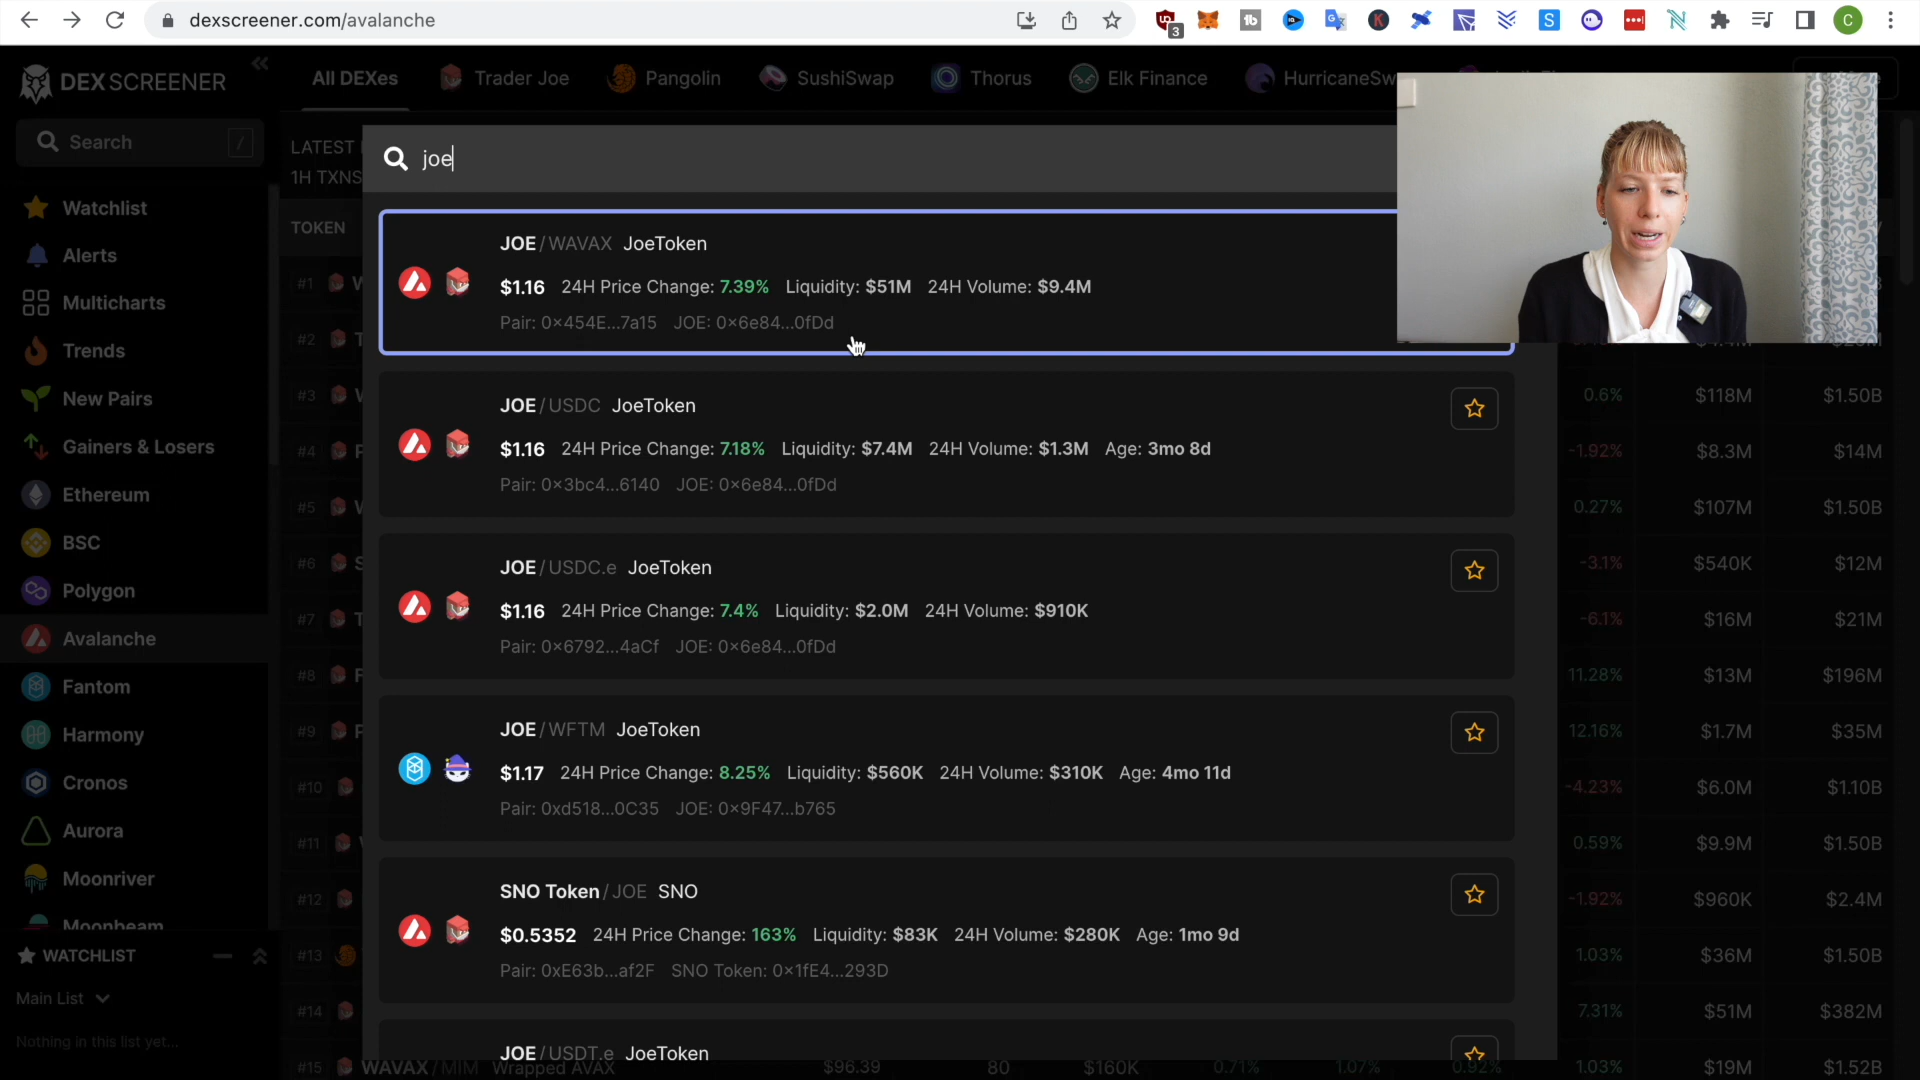 dexscreener.com/avalanche
3
C
DEX SCREENER
All DEXes
Trader Joe
Pangolin
SushiSwap
Thorus
Elk Finance
HurricaneSw
Search
/
LATEST
1H TXNS
TOKEN
joe
Watchlist
Alerts
Multicharts
Trends
New Pairs
Gainers & Losers
Ethereum
BSC
Polygon
Avalanche
Fantom
Harmony
Cronos
Aurora
Moonriver
Moonbeam
WATCHLIST
Main List
Nothing in this list yet...
JOE/WAVAX JoeToken
$1.16 24H Price Change: 7.39% Liquidity: $51M 24H Volume: $9.4M
Pair: 0x454E...7a15 JOE: 0x6e84...0fDd
JOE/USDC JoeToken
$1.16 24H Price Change: 7.18% Liquidity: $7.4M 24H Volume: $1.3M Age: 3mo 8d
Pair: 0x3bc4...6140 JOE: 0x6e84...0fDd
JOE/USDC.e JoeToken
$1.16 24H Price Change: 7.4% Liquidity: $2.0M 24H Volume: $910K
Pair: 0x6792...4aCf JOE: 0x6e84...0fDd
JOE/WFTM JoeToken
$1.17 24H Price Change: 8.25% Liquidity: $560K 24H Volume: $310K Age: 4mo 11d
Pair: 0xd518...0C35 JOE: 0x9F47...b765
SNO Token/JOE SNO
$0.5352 24H Price Change: 163% Liquidity: $83K 24H Volume: $280K Age: 1mo 9d
Pair: 0xE63b...af2F SNO Token: 0x1fE4...293D
JOE/USDT.e JoeToken
#1
#2
#3 0.6% $118M $1.50B
#4 -1.92% $8.3M $14M
#5 0.27% $107M $1.50B
#6 -3.1% $540K $12M
#7 -6.1% $16M $21M
#8 11.28% $13M $196M
#9 12.16% $1.7M $35M
#10 -4.23% $6.0M $1.10B
#11 0.59% $9.9M $1.50B
#12 -1.92% $960K $2.4M
#13 1.03% $36M $1.50B
#14 7.31% $51M $382M
#15 WAVAX/MIM Wrapped AVAX $96.39 80 $160K 0.71% 1.07% 0.92% 1.03% $19M $1.52B